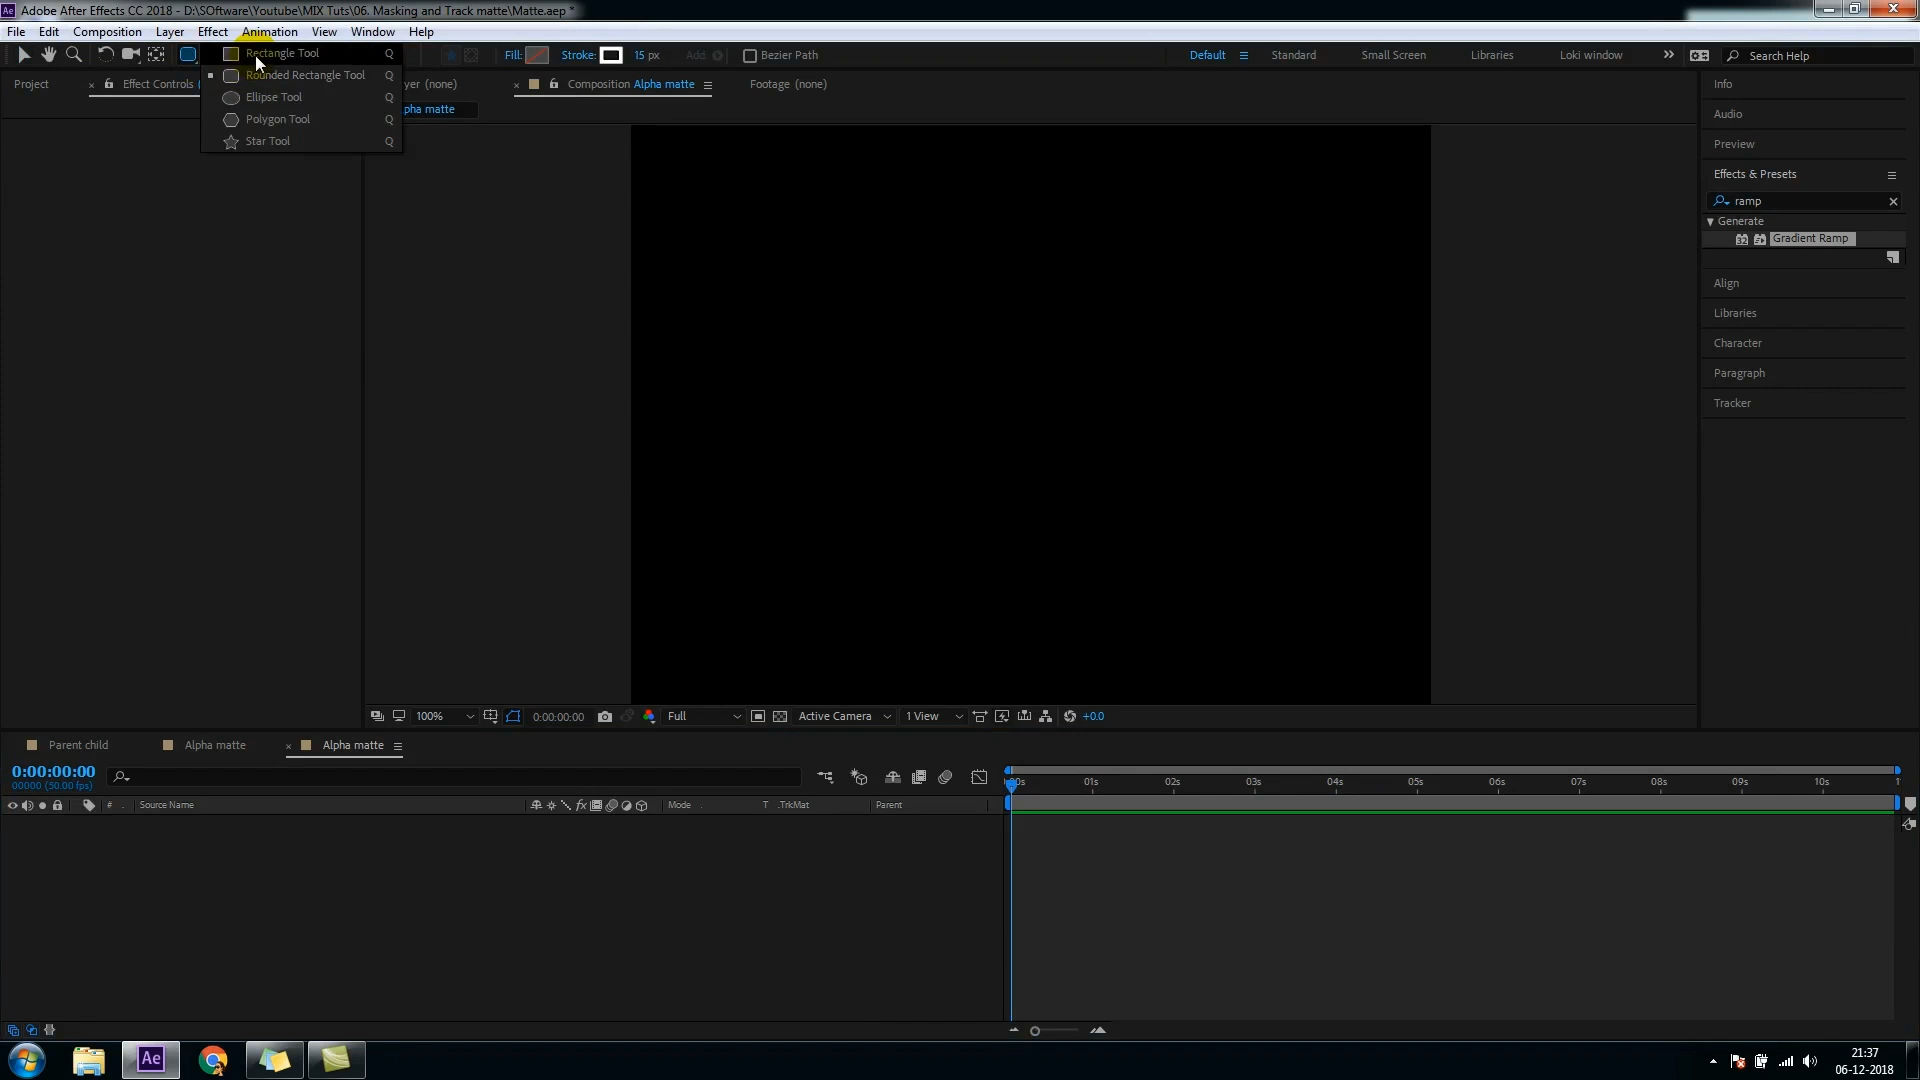 Ae Adobe After Effects CC 2018 - D:\SOftware\Youtube\MIX Tuts\06. Masking and Track matte\Matte.aep *
File Edit Composition Layer Effect Animation View Window Help
Fill: Stroke: 15 px Add: Bezier Path Default Standard Small Screen Libraries Loki window >> Search Help
Rectangle Tool Q
Rounded Rectangle Tool Q
Ellipse Tool Q
Polygon Tool Q
Star Tool Q
Project Effect Controls yer (none) Composition Alpha matte Footage (none)
pha matte
Info
Audio
Preview
Effects & Presets
ramp
Generate
32 Gradient Ramp
Align
Libraries
Character
Paragraph
Tracker
100% 0:00:00:00 Full Active Camera 1 View +0.0
Parent child Alpha matte Alpha matte
0:00:00:00
00000 (50.00 fps)
# Source Name fx Mode T .TrkMat Parent
00s 01s 02s 03s 04s 05s 06s 07s 08s 09s 10s 1
Ae
21:37
06-12-2018